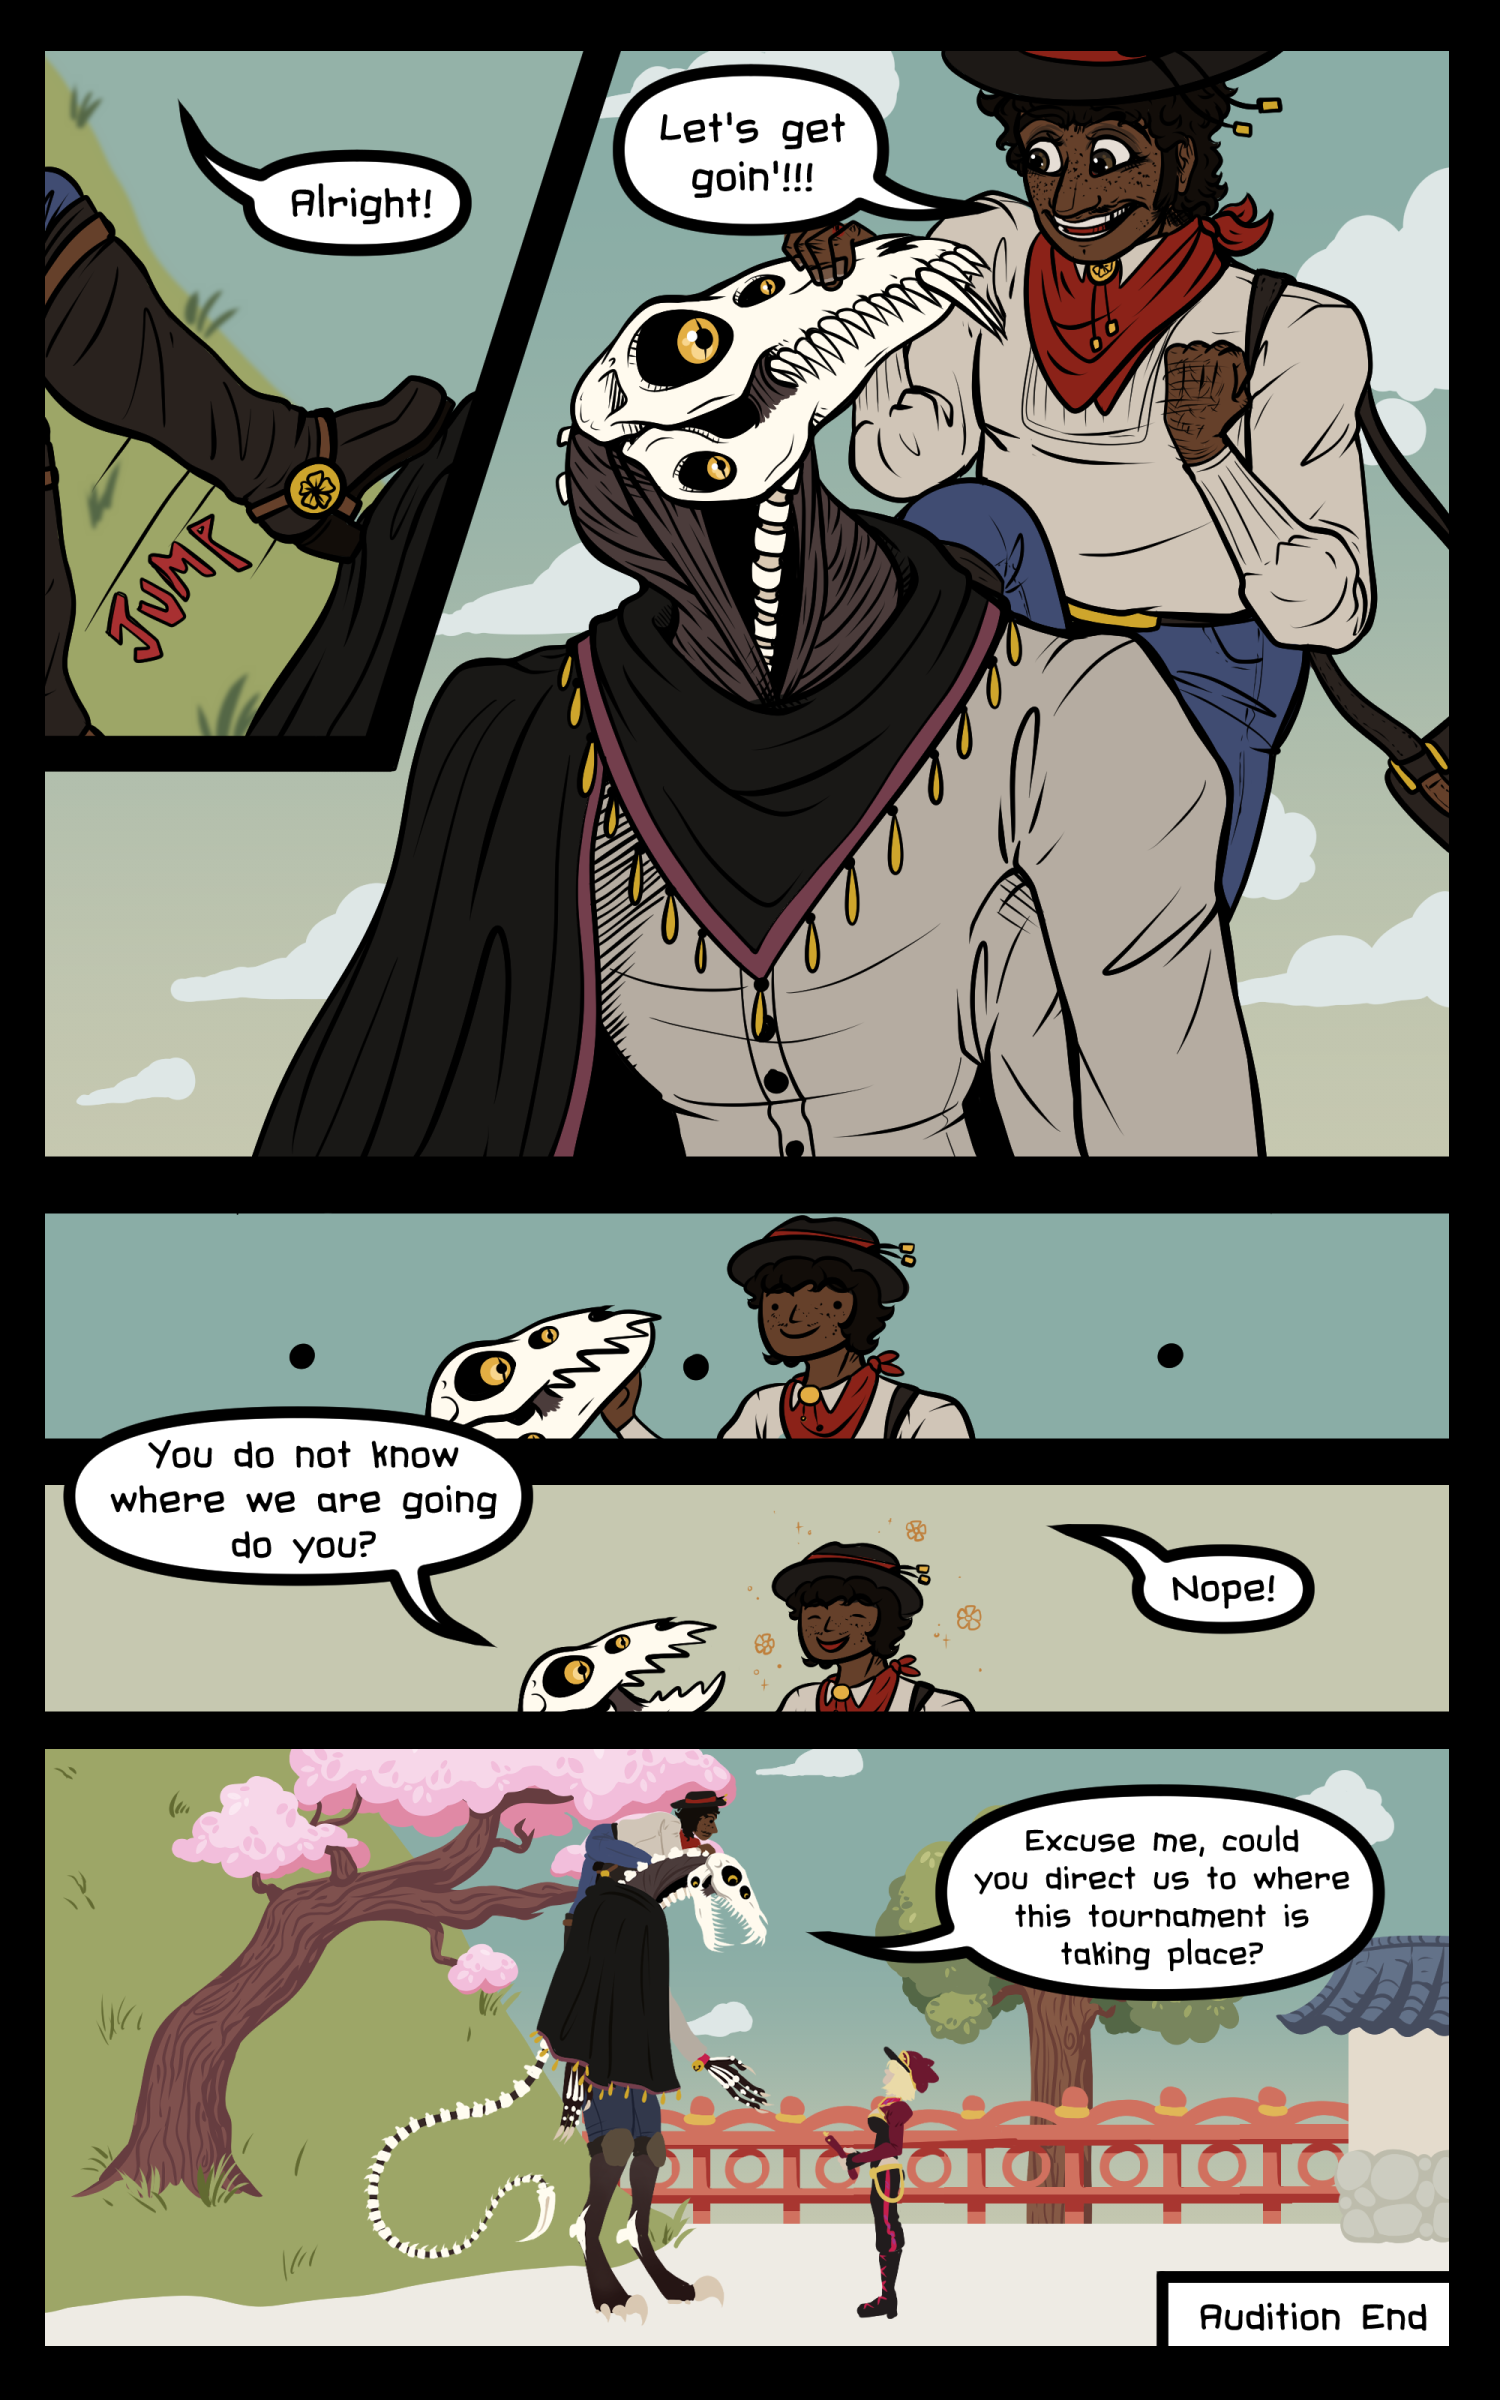 Alright!
JUMP
Let's get
goin'!!!
You do not know
where we are going
do you?
Nope!
Excuse me, could
you direct us to where
this tournament is
taking place?
Audition End